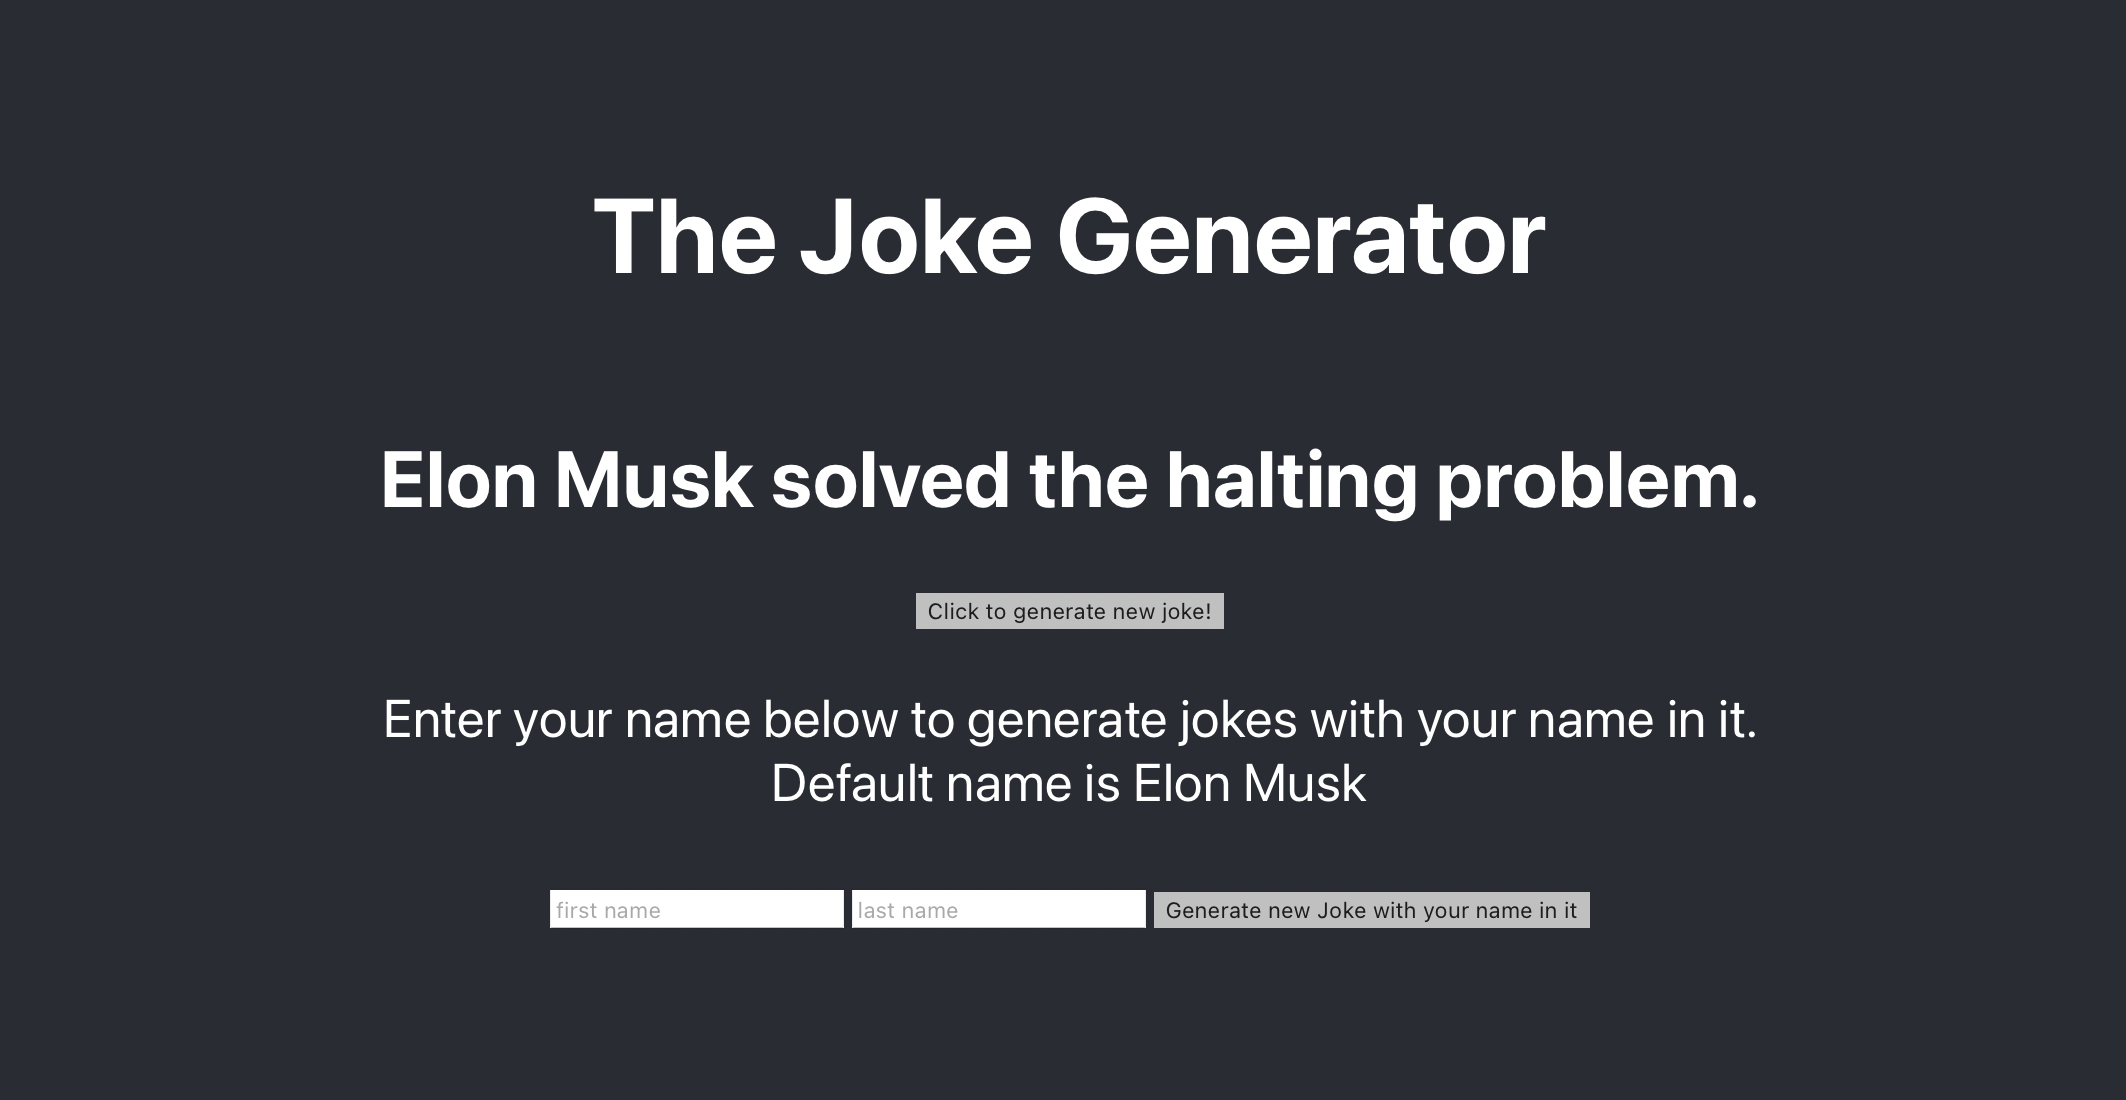 The Joke Generator
Elon Musk solved the halting problem.
Click to generate new joke!
Enter your name below to generate jokes with your name in it.
Default name is Elon Musk
first name last name Generate new Joke with your name in it